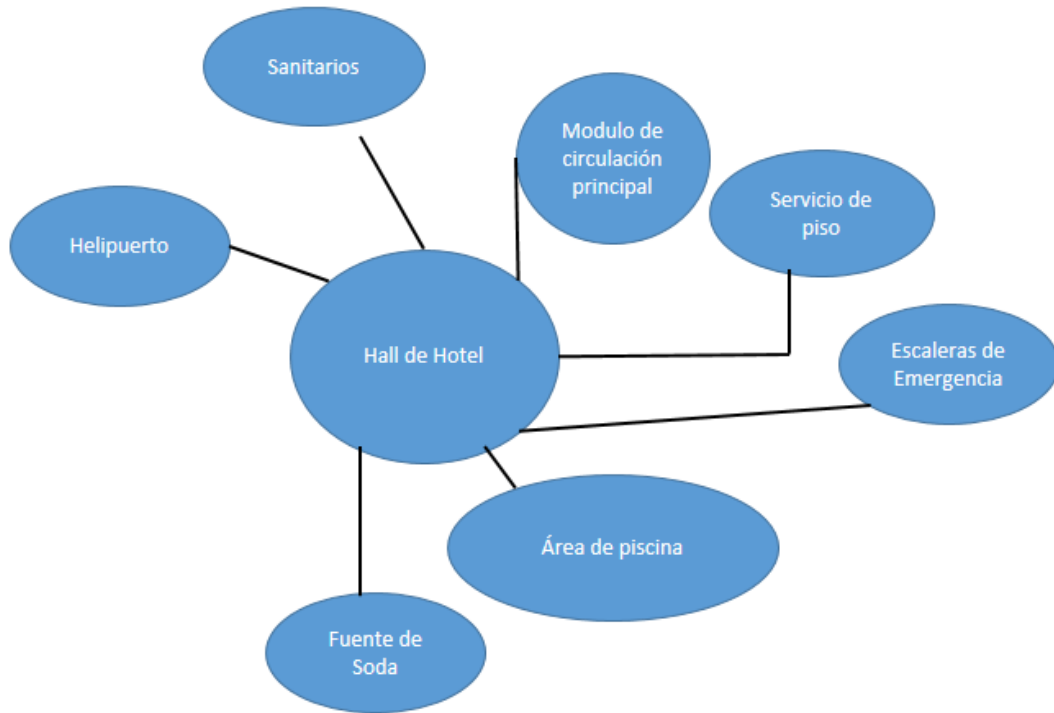 Sanitarios
Modulo de
circulación
principal
Servicio de
piso
Helipuerto
Hall de Hotel
Escaleras de
Emergencia
Área de piscina
Fuente de
Soda